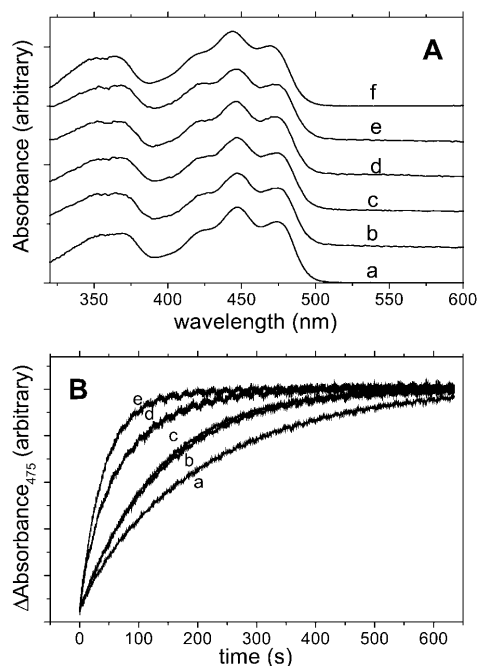 A
Absorbance (arbitrary)
f
e
d
c
b
a
350 400 450 500 550 600
wavelength (nm)
B
ΔAbsorbance475 (arbitrary)
e
d
c
b
a
0 100 200 300 400 500 600
time (s)